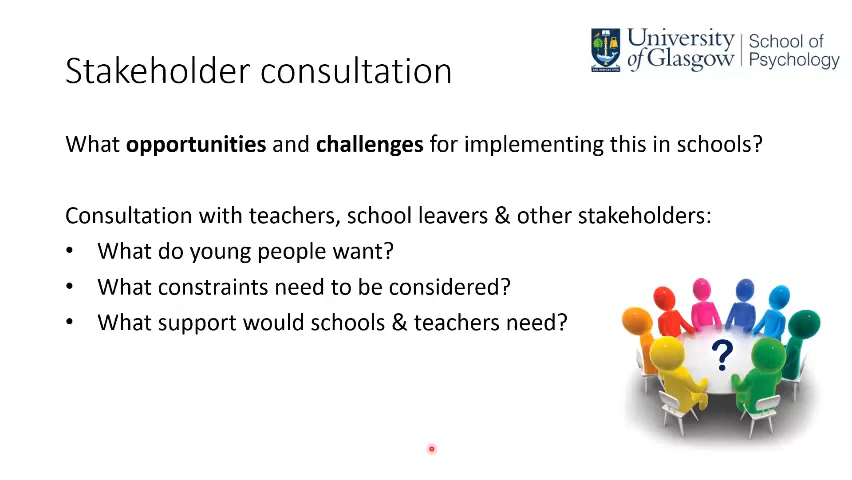 Stakeholder consultation
University of Glasgow
School of Psychology
What opportunities and challenges for implementing this in schools?
Consultation with teachers, school leavers & other stakeholders:
• What do young people want?
• What constraints need to be considered?
• What support would schools & teachers need?
?